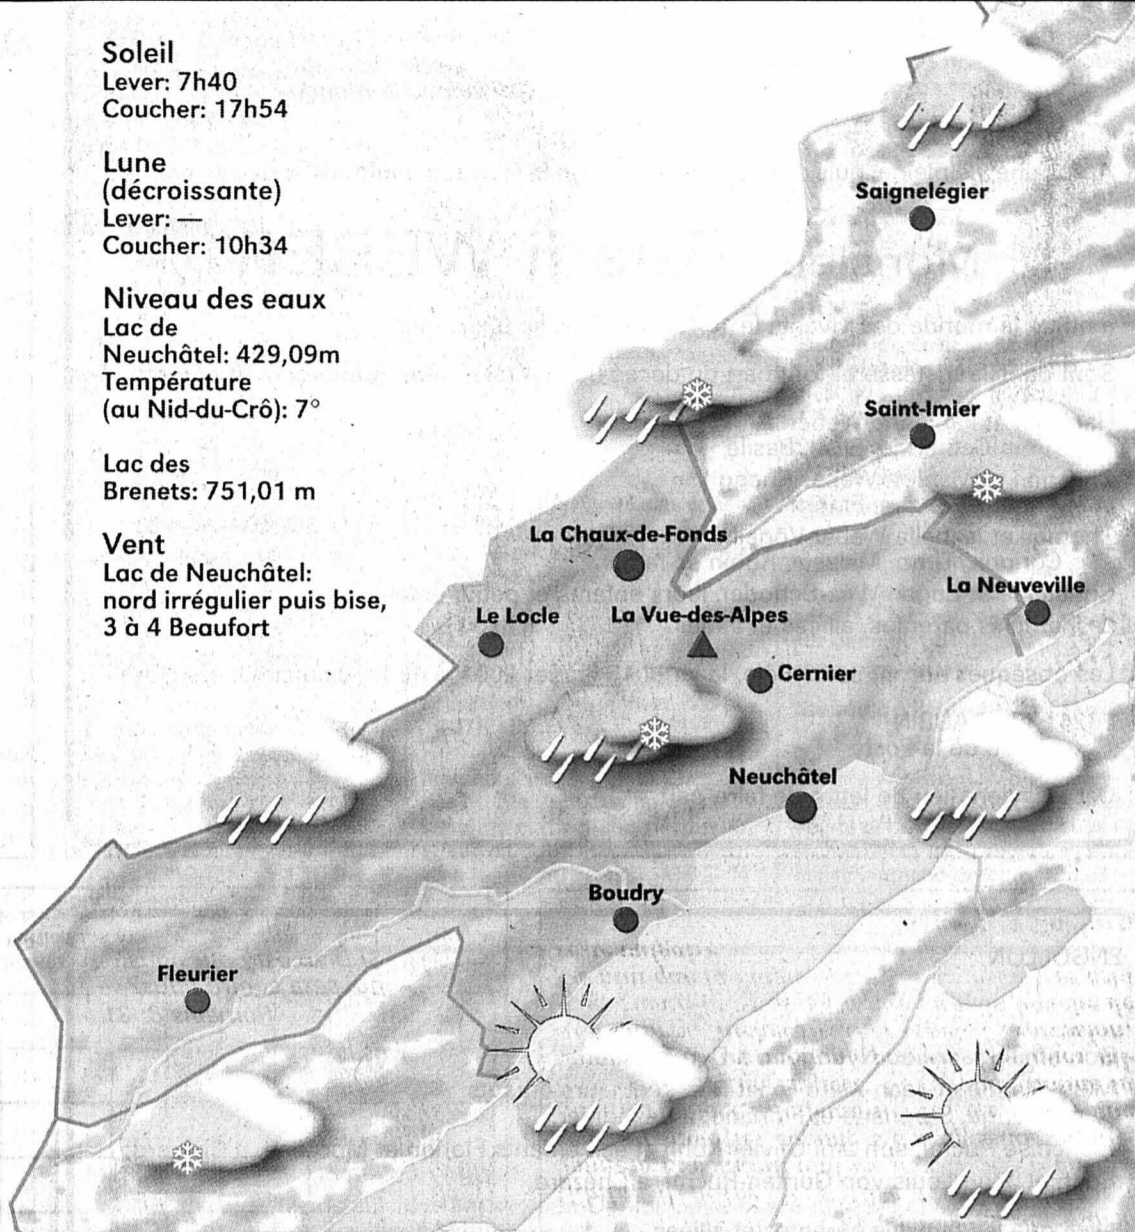 Soleil
Lever: 7h40
Coucher: 17h54
Lune
(décroissante)
Lever: —
Coucher: 10h34
Niveau des eaux
Lac de
Neuchâtel: 429,09m
Température
(au Nid-du-Crô): 7°
Lac des
Brenets: 751,01 m
Vent
Lac de Neuchâtel:
nord irrégulier puis bise,
3 à 4 Beaufort
Saignelégier
Saint-Imier
La Chaux-de-Fonds
La Neuveville
Le Locle
La Vue-des-Alpes
Cernier
Neuchâtel
Boudry
Fleurier